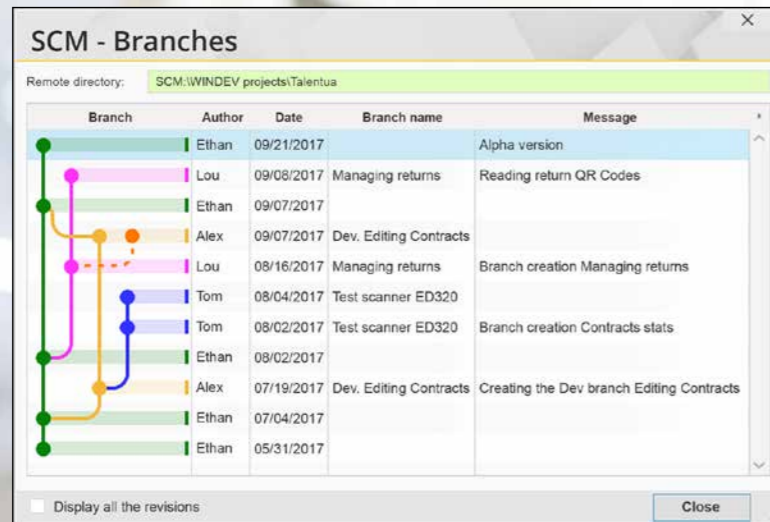 SCM - Branches
Remote directory: SCM:\WINDEV projects\Talentua
Branch Author Date Branch name Message
Ethan 09/21/2017 Alpha version
Lou 09/08/2017 Managing returns Reading return QR Codes
Ethan 09/07/2017
Alex 09/07/2017 Dev. Editing Contracts
Lou 08/16/2017 Managing returns Branch creation Managing returns
Tom 08/04/2017 Test scanner ED320
Tom 08/02/2017 Test scanner ED320 Branch creation Contracts stats
Ethan 08/02/2017
Alex 07/19/2017 Dev. Editing Contracts Creating the Dev branch Editing Contracts
Ethan 07/04/2017
Ethan 05/31/2017
Display all the revisions Close